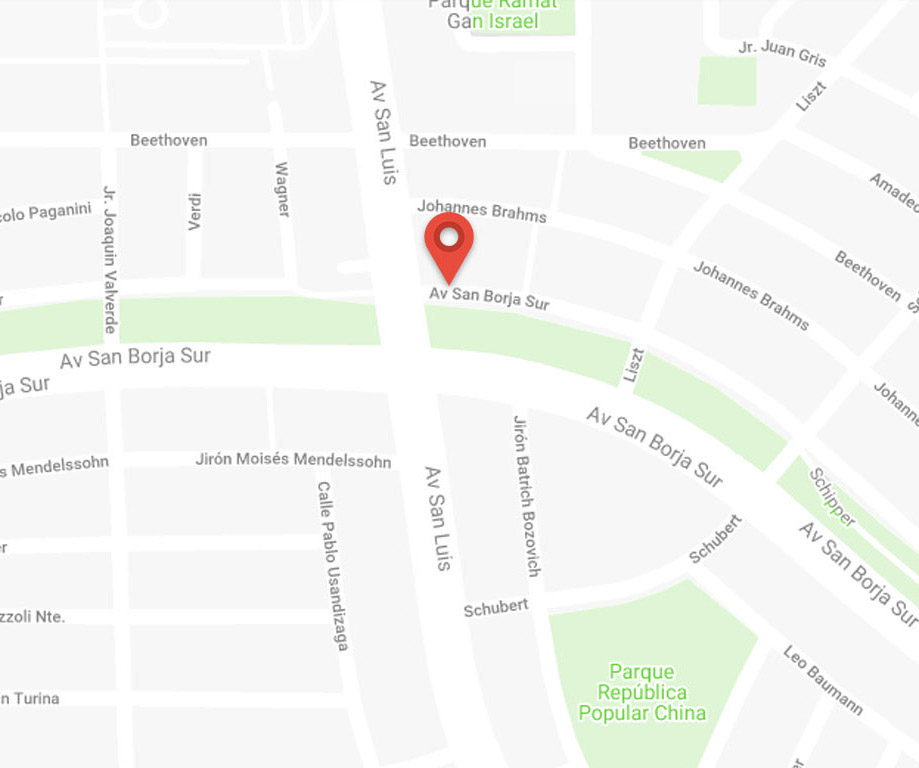 Parque Ramat
Gan Israel
Jr. Juan Gris
Liszt
Av San Luis
Beethoven
Beethoven
Beethoven
Wagner
Verdi
Jr. Joaquin Valverde
colo Paganini
Johannes Brahms
Amadeo
Beethoven
Johannes Brahms
Av San Borja Sur
Av San Borja Sur
ja Sur
Liszt
Johanne
Av San Borja Sur
Jirón Batrich Bozovich
s Mendelssohn
Jirón Moisés Mendelssohn
Av San Luis
Calle Pablo Usandizaga
Schipper
Schubert
Av San Borja Sur
er
Schubert
zzoli Nte.
Parque
República
Popular China
Leo Baumann
n Turina